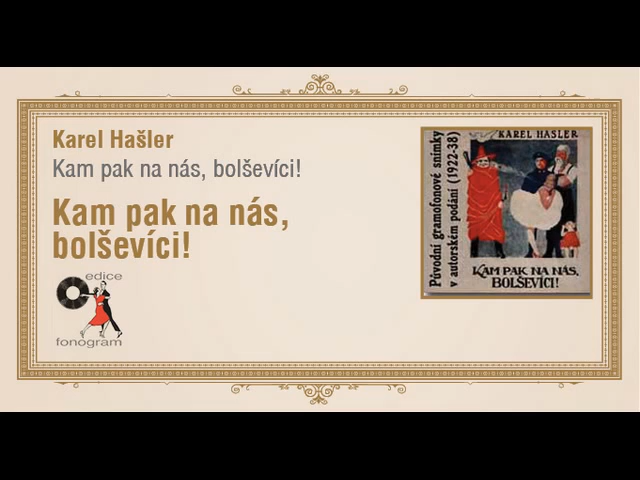 Karel Hašler
Kam pak na nás, bolševíci!
Kam pak na nás,
bolševíci!
edice
fonogram
Původní gramofonové snímky
v autorském podání (1922-38)
KAREL HAŠLER
KAM PAK NA NÁS,
BOLŠEVÍCI!